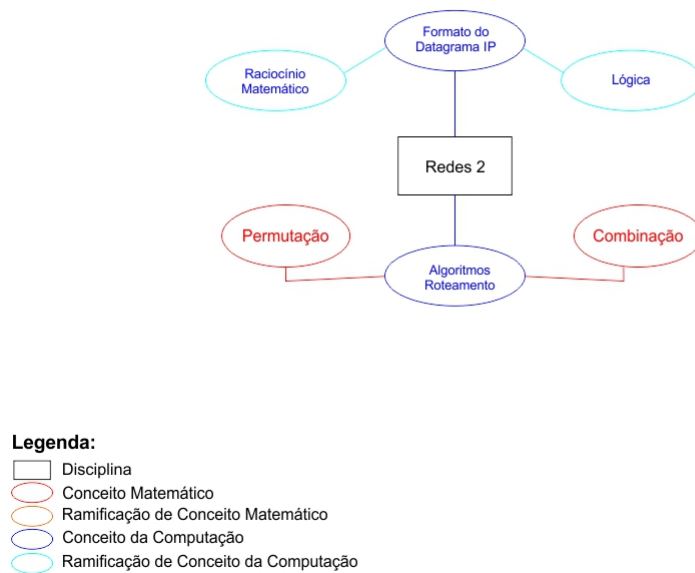 Formato do
Datagrama IP
Raciocínio
Matemático
Lógica
Redes 2
Permutação
Combinação
Algoritmos
Roteamento
Legenda:
Disciplina
Conceito Matemático
Ramificação de Conceito Matemático
Conceito da Computação
Ramificação de Conceito da Computação